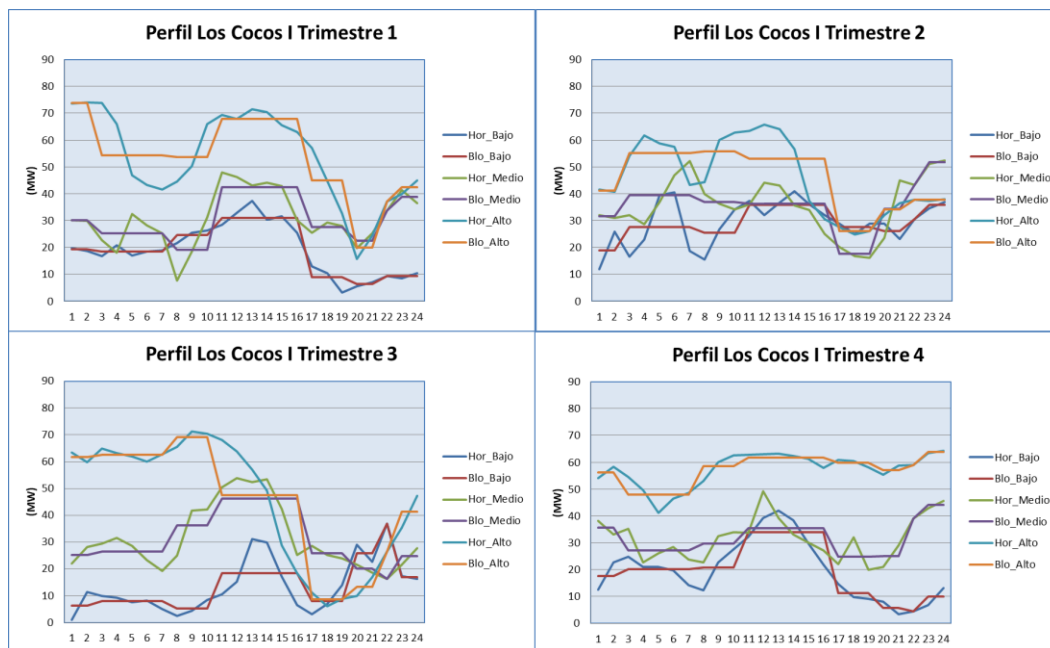 Perfil Los Cocos I Trimestre 1
90
80
70
60
50
40
30
20
10
0
(MW)
1 2 3 4 5 6 7 8 9 10 11 12 13 14 15 16 17 18 19 20 21 22 23 24
Hor_Bajo
Blo_Bajo
Hor_Medio
Blo_Medio
Hor_Alto
Blo_Alto
Perfil Los Cocos I Trimestre 2
90
80
70
60
50
40
30
20
10
0
(MW)
1 2 3 4 5 6 7 8 9 10 11 12 13 14 15 16 17 18 19 20 21 22 23 24
Hor_Bajo
Blo_Bajo
Hor_Medio
Blo_Medio
Hor_Alto
Blo_Alto
Perfil Los Cocos I Trimestre 3
90
80
70
60
50
40
30
20
10
0
(MW)
1 2 3 4 5 6 7 8 9 10 11 12 13 14 15 16 17 18 19 20 21 22 23 24
Hor_Bajo
Blo_Bajo
Hor_Medio
Blo_Medio
Hor_Alto
Blo_Alto
Perfil Los Cocos I Trimestre 4
90
80
70
60
50
40
30
20
10
0
(MW)
1 2 3 4 5 6 7 8 9 10 11 12 13 14 15 16 17 18 19 20 21 22 23 24
Hor_Bajo
Blo_Bajo
Hor_Medio
Blo_Medio
Hor_Alto
Blo_Alto